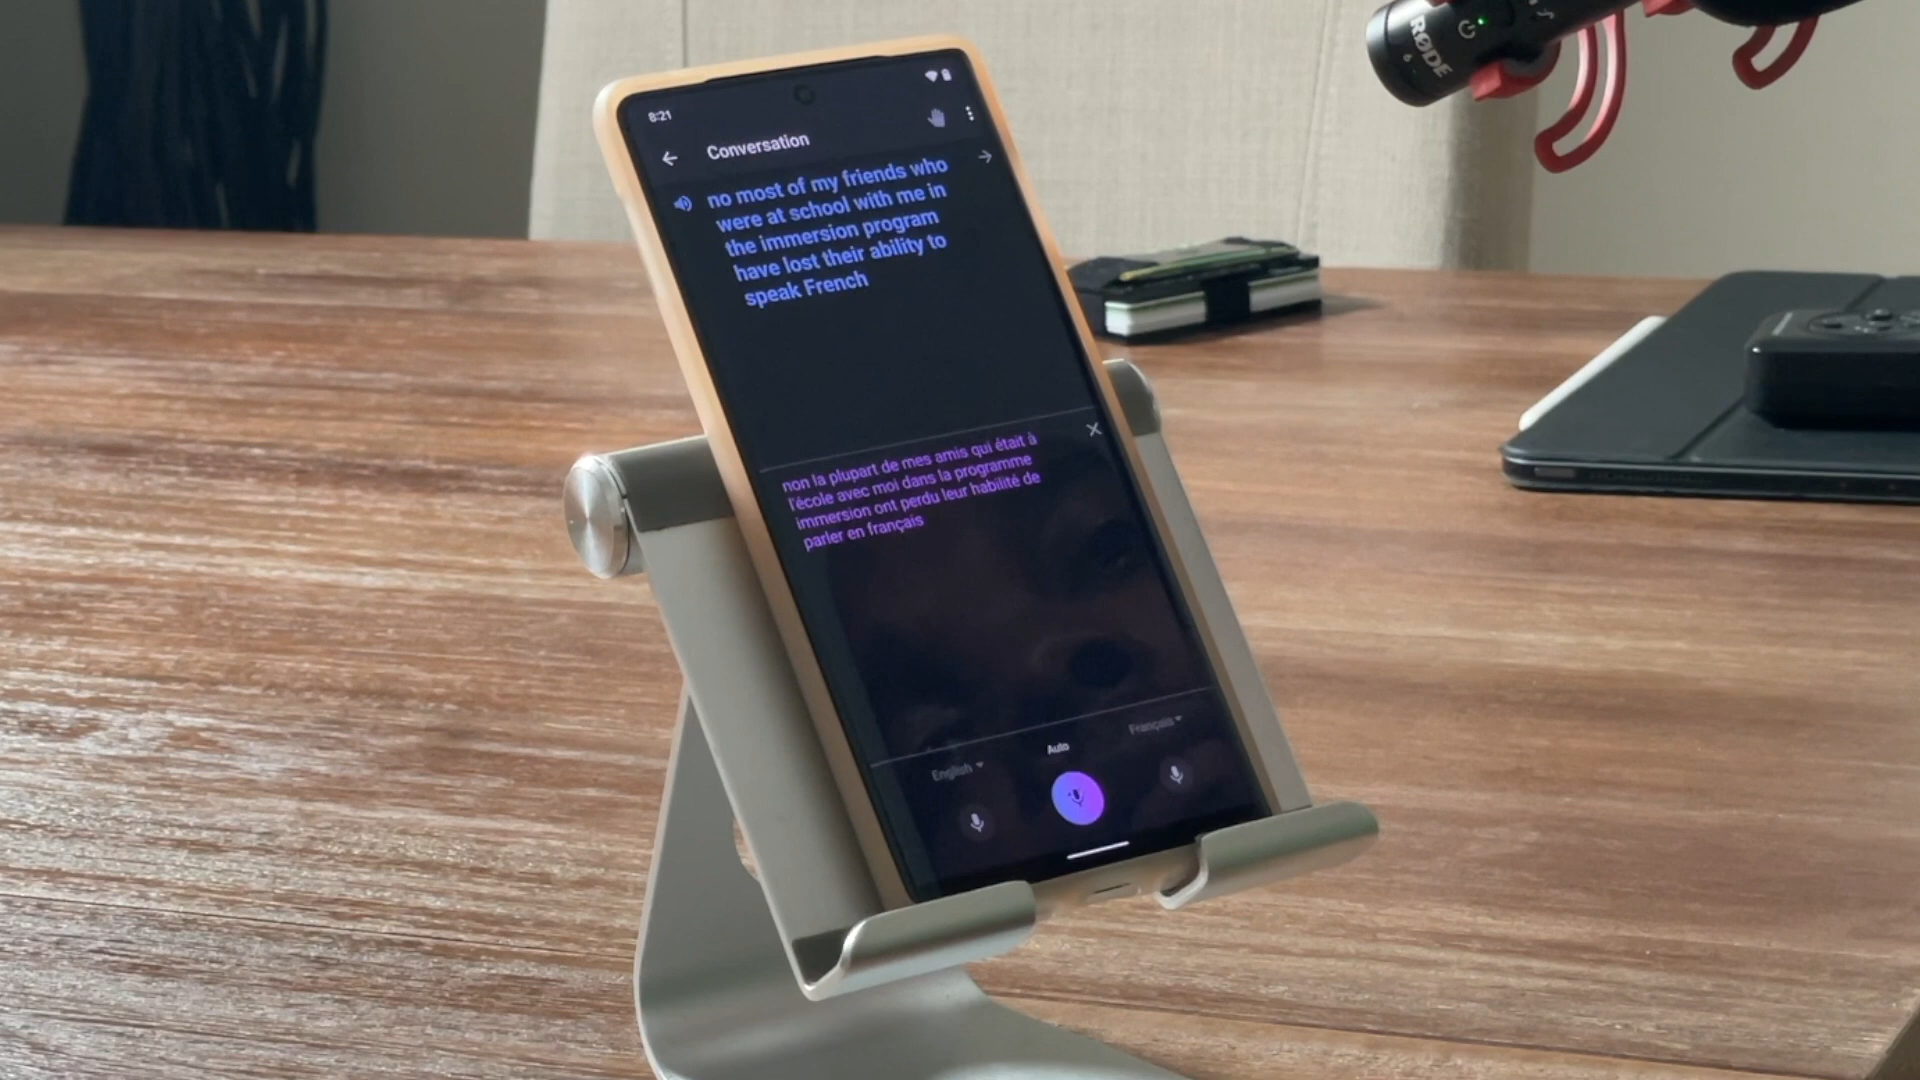 8:21
Conversation
no most of my friends who
were at school with me in
the immersion program
have lost their ability to
speak French
non la plupart de mes amis qui était à
l'école avec moi dans la programme
immersion ont perdu leur habilité de
parler en français
English
Auto
Français
RØDE